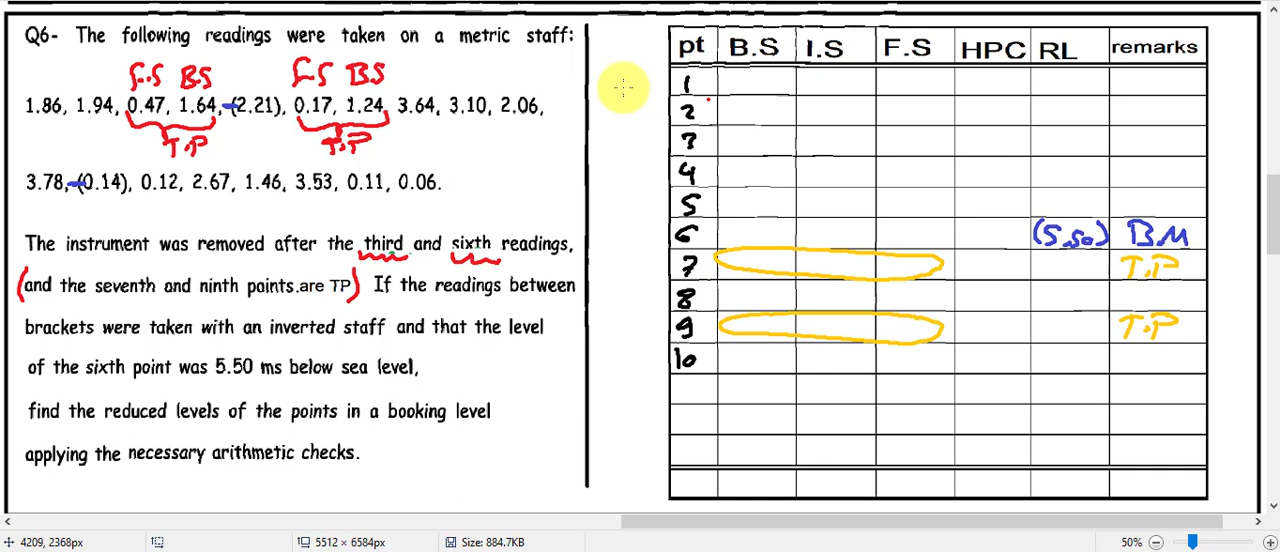 Q6- The following readings were taken on a metric staff:
F.S B.S F.S B.S
1.86, 1.94, 0.47, 1.64, -(2.21), 0.17, 1.24, 3.64, 3.10, 2.06,
T.P T.P
3.78, -(0.14), 0.12, 2.67, 1.46, 3.53, 0.11, 0.06.
The instrument was removed after the third and sixth readings,
(and the seventh and ninth points.are TP) If the readings between
brackets were taken with an inverted staff and that the level
of the sixth point was 5.50 ms below sea level,
find the reduced levels of the points in a booking level
applying the necessary arithmetic checks.
pt B.S I.S F.S HPC RL remarks
1
2
3
4
5
6 (5.50) B.M
7 T.P
8
9 T.P
10
4209, 2368px 5512 × 6584px Size: 884.7KB 50%